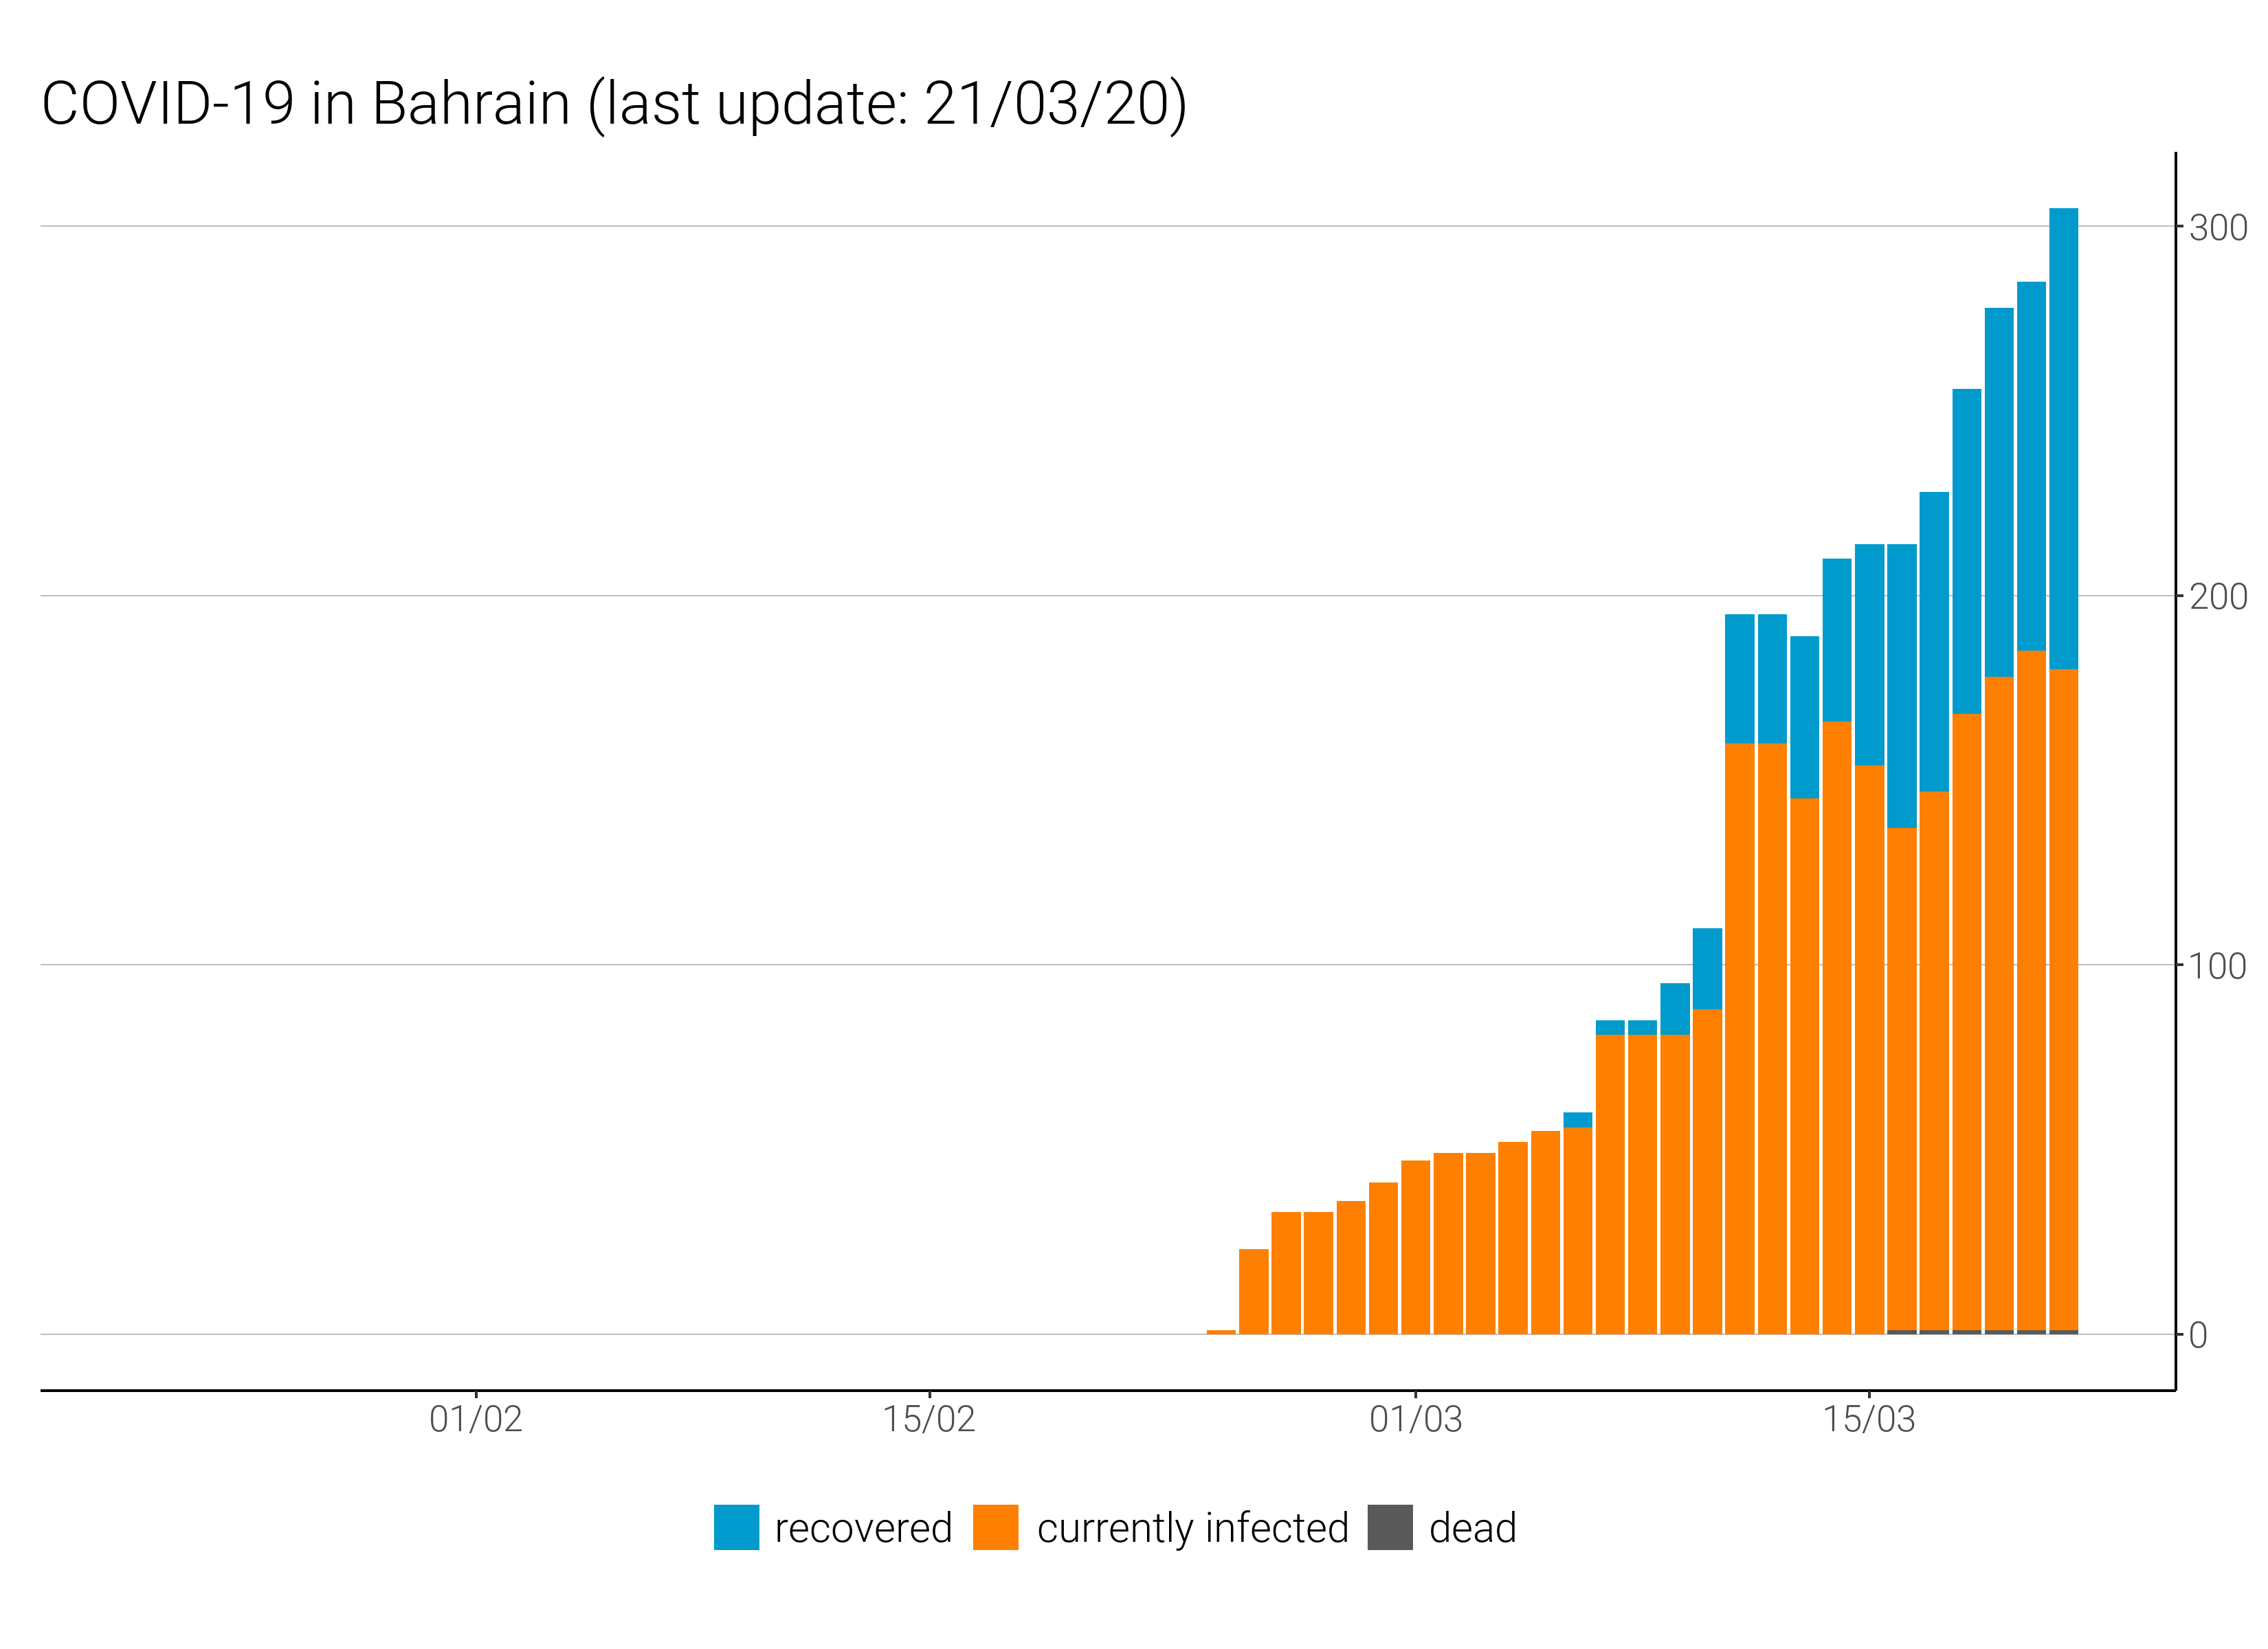 COVID-19 in Bahrain (last update: 21/03/20)
300
200
100
0
01/02 15/02 01/03 15/03
recovered currently infected dead